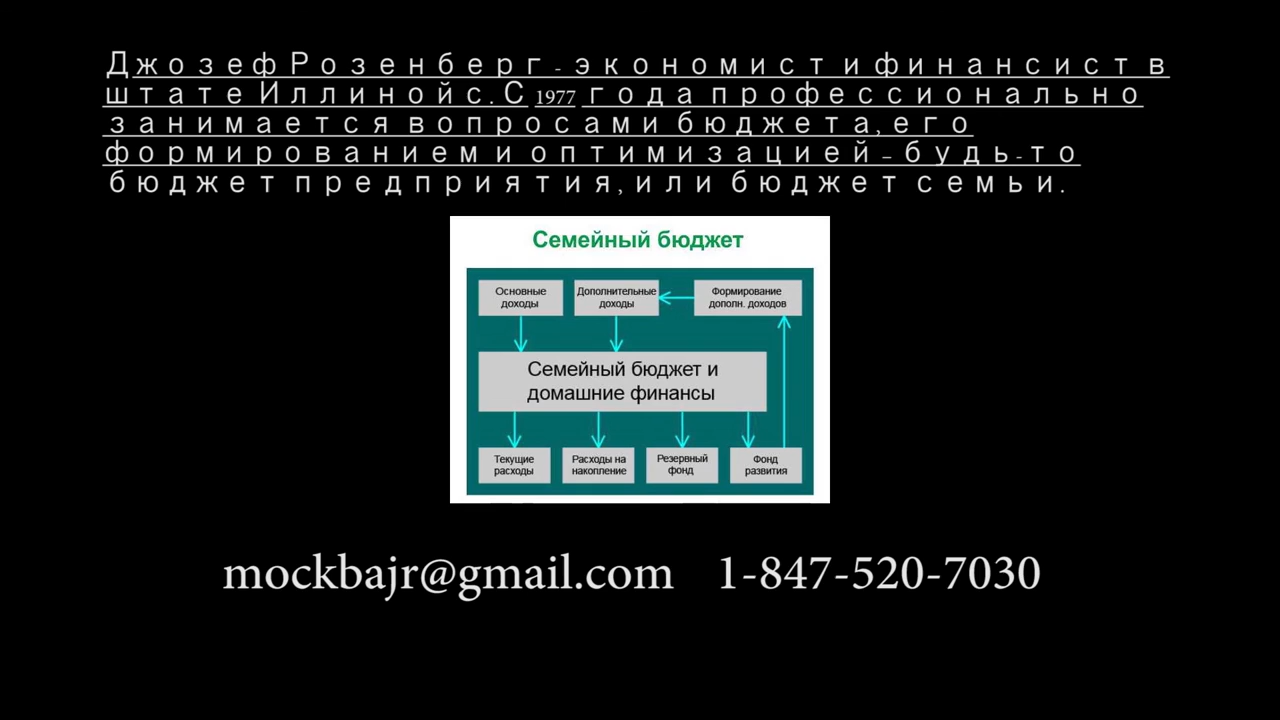 Джозеф Розенберг - экономист и финансист в
штате Иллинойс. С 1977 года профессионально
занимается вопросами бюджета, его
формированием и оптимизацией – будь-то
бюджет предприятия, или бюджет семьи.
Семейный бюджет
Основные
доходы
Дополнительные
доходы
Формирование
дополн. доходов
Семейный бюджет и
домашние финансы
Текущие
расходы
Расходы на
накопление
Резервный
фонд
Фонд
развития
mockbajr@gmail.com 1-847-520-7030